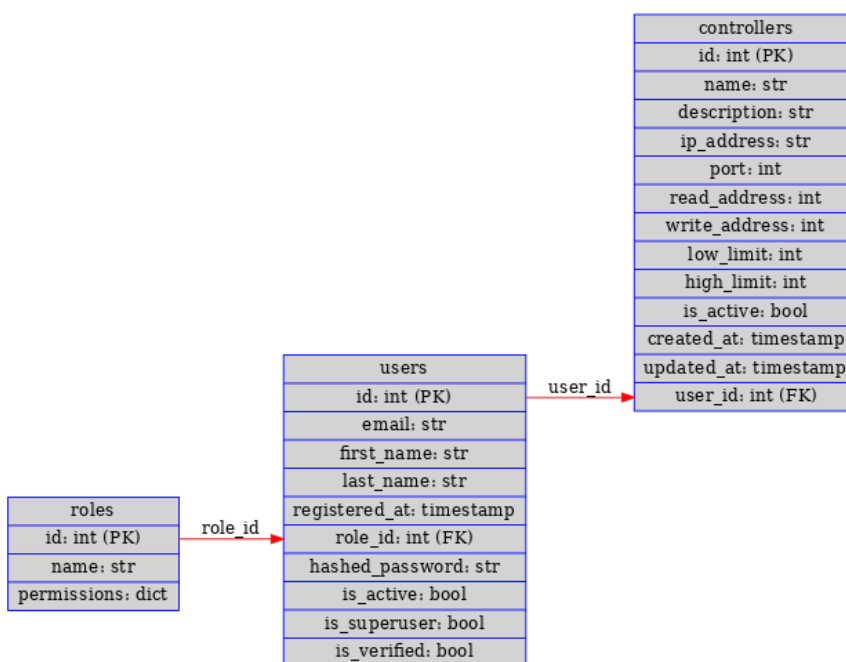 controllers
id: int (PK)
name: str
description: str
ip_address: str
port: int
read_address: int
write_address: int
low_limit: int
high_limit: int
is_active: bool
created_at: timestamp
updated_at: timestamp
user_id: int (FK)
user_id
users
id: int (PK)
email: str
first_name: str
last_name: str
registered_at: timestamp
role_id: int (FK)
hashed_password: str
is_active: bool
is_superuser: bool
is_verified: bool
role_id
roles
id: int (PK)
name: str
permissions: dict